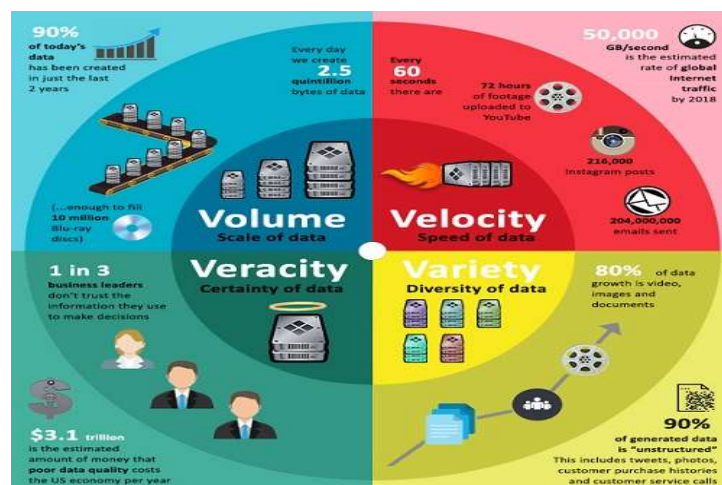 90%
of today's
data
has been created
in just the last
2 years
Every day
we create
2.5
quintillion
bytes of data
(...enough to fill
10 million
Blu-ray
discs)
Volume
Scale of data
Every
60
seconds
there are
72 hours
of footage
uploaded to
YouTube
50,000
GB/second
is the estimated
rate of global
Internet
traffic
by 2018
216,000
Instagram posts
204,000,000
emails sent
Velocity
Speed of data
Veracity
Certainty of data
1 in 3
business leaders
don't trust the
information they use
to make decisions
$3.1 trillion
is the estimated
amount of money that
poor data quality costs
the US economy per year
Variety
Diversity of data
80% of data
growth is video,
images and
documents
90%
of generated data
is "unstructured"
This includes tweets, photos,
customer purchase histories
and customer service calls